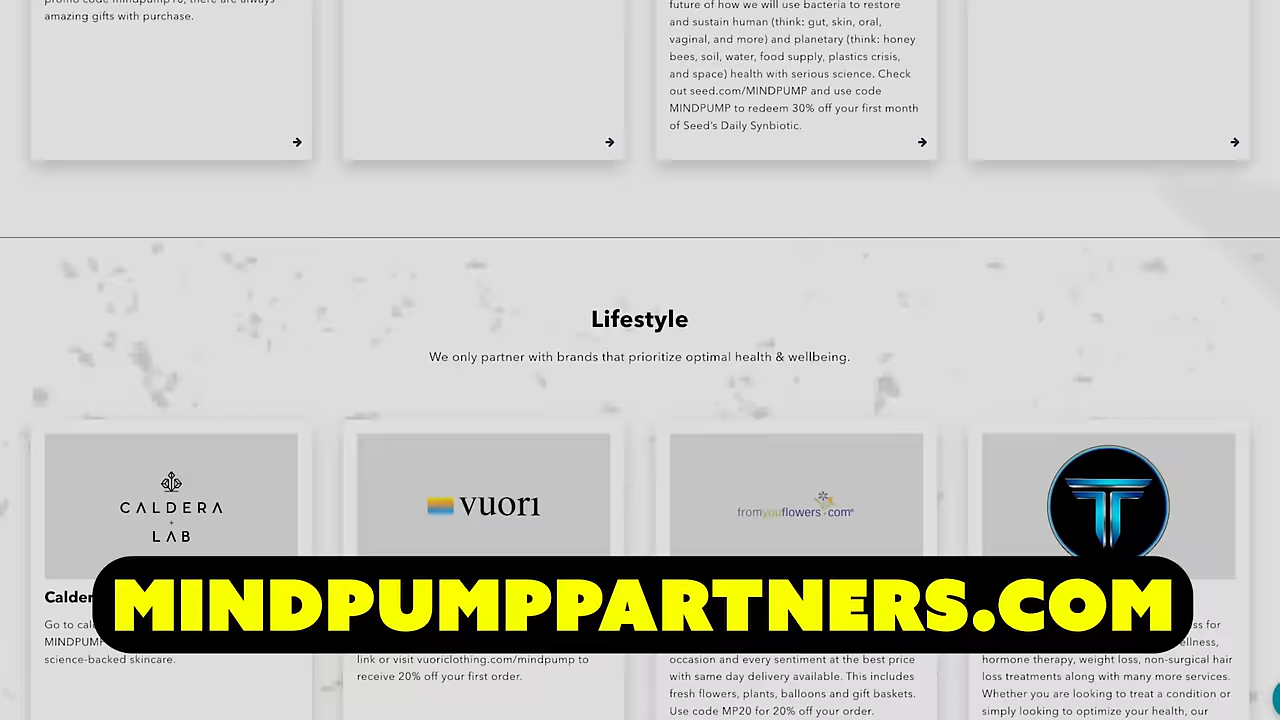 amazing gifts with purchase.
future of how we will use bacteria to restore
and sustain human (think: gut, skin, oral,
vaginal, and more) and planetary (think: honey
bees, soil, water, food supply, plastics crisis,
and space) health with serious science. Check
out seed.com/MINDPUMP and use code
MINDPUMP to redeem 30% off your first month
of Seed's Daily Synbiotic.
Lifestyle
We only partner with brands that prioritize optimal health & wellbeing.
CALDERA
+
LAB
vuori
fromyouflowers.com®
T
MINDPUMPPARTNERS.COM
Go to
MINDPUMP
science-backed skincare.
link or visit vuoriclothing.com/mindpump to
receive 20% off your first order.
occasion and every sentiment at the best price
with same day delivery available. This includes
fresh flowers, plants, balloons and gift baskets.
Use code MP20 for 20% off your order.
for
hormone therapy, weight loss, non-surgical hair
loss treatments along with many more services.
Whether you are looking to treat a condition or
simply looking to optimize your health, our